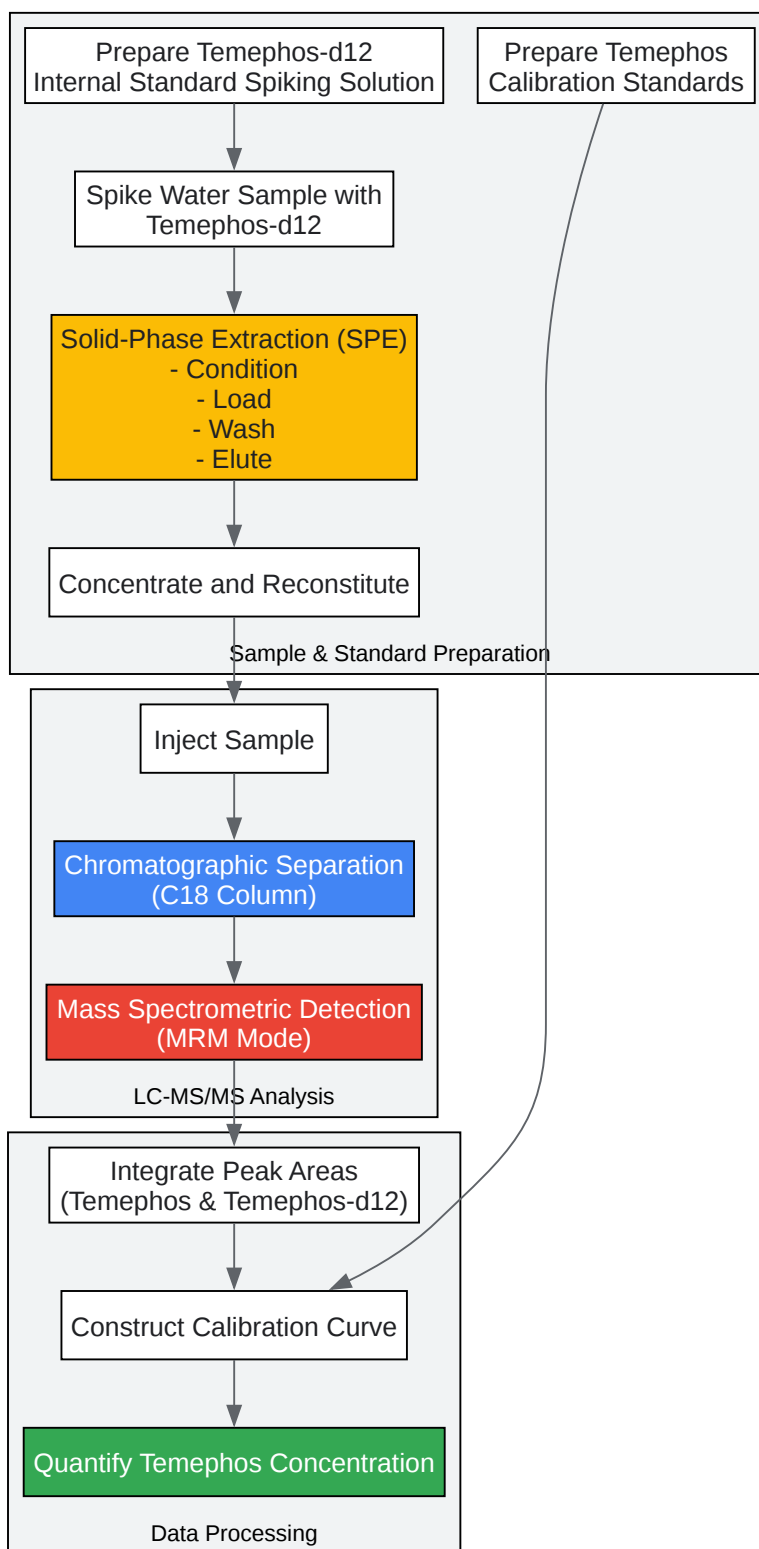 Prepare Temephos-d12
Internal Standard Spiking Solution
Prepare Temephos
Calibration Standards
Spike Water Sample with
Temephos-d12
Solid-Phase Extraction (SPE)
- Condition
- Load
- Wash
- Elute
Concentrate and Reconstitute
Sample & Standard Preparation
Inject Sample
Chromatographic Separation
(C18 Column)
Mass Spectrometric Detection
(MRM Mode)
LC-MS/MS Analysis
Integrate Peak Areas
(Temephos & Temephos-d12)
Construct Calibration Curve
Quantify Temephos Concentration
Data Processing